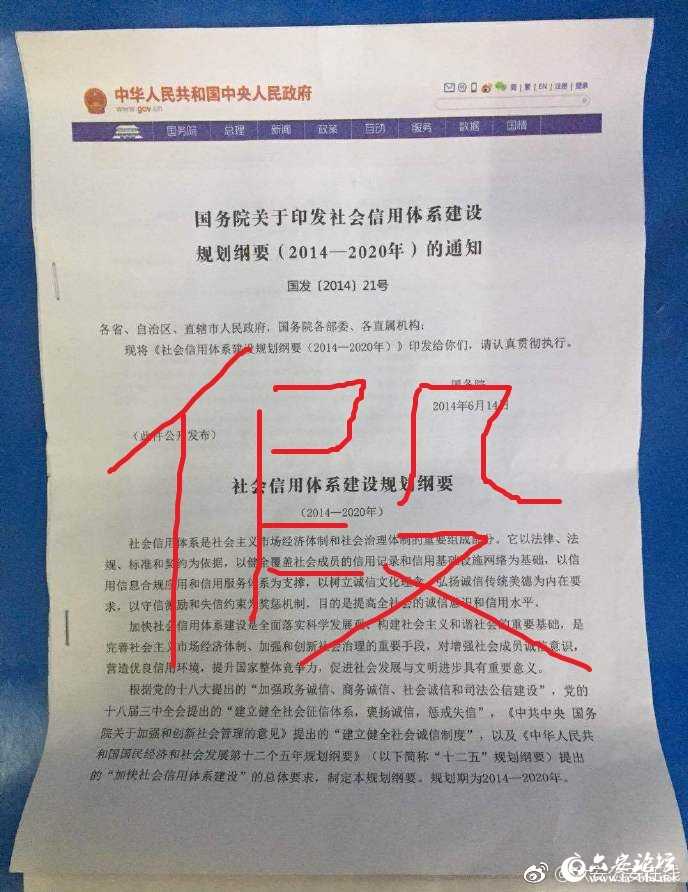 中华人民共和国中央人民政府
www.gov.cn
简 | 繁 | EN | 注册 | 登录
国务院 总理 新闻 政策 互动 服务 数据 国情
国务院关于印发社会信用体系建设
规划纲要（2014—2020年）的通知
国发〔2014〕21号
各省、自治区、直辖市人民政府，国务院各部委、各直属机构：
现将《社会信用体系建设规划纲要（2014—2020年）》印发给你们，请认真贯彻执行。
国务院
2014年6月14日
（此件公开发布）
假
社会信用体系建设规划纲要
（2014—2020年）
社会信用体系是社会主义市场经济体制和社会治理体制的重要组成部分。它以法律、法
规、标准和契约为依据，以健全覆盖社会成员的信用记录和信用基础设施网络为基础，以信
用信息合规应用和信用服务体系为支撑，以树立诚信文化理念、弘扬诚信传统美德为内在要
求，以守信激励和失信约束为奖惩机制，目的是提高全社会的诚信意识和信用水平。
加快社会信用体系建设是全面落实科学发展观、构建社会主义和谐社会的重要基础，是
完善社会主义市场经济体制、加强和创新社会治理的重要手段，对增强社会成员诚信意识，
营造优良信用环境，提升国家整体竞争力，促进社会发展与文明进步具有重要意义。
根据党的十八大提出的“加强政务诚信、商务诚信、社会诚信和司法公信建设”，党的
十八届三中全会提出的“建立健全社会征信体系，褒扬诚信，惩戒失信”，《中共中央 国务
院关于加强和创新社会管理的意见》提出的“建立健全社会诚信制度”，以及《中华人民共
和国国民经济和社会发展第十二个五年规划纲要》（以下简称“十二五”规划纲要）提出
的“加快社会信用体系建设”的总体要求，制定本规划纲要。规划期为2014—2020年。
六安论坛